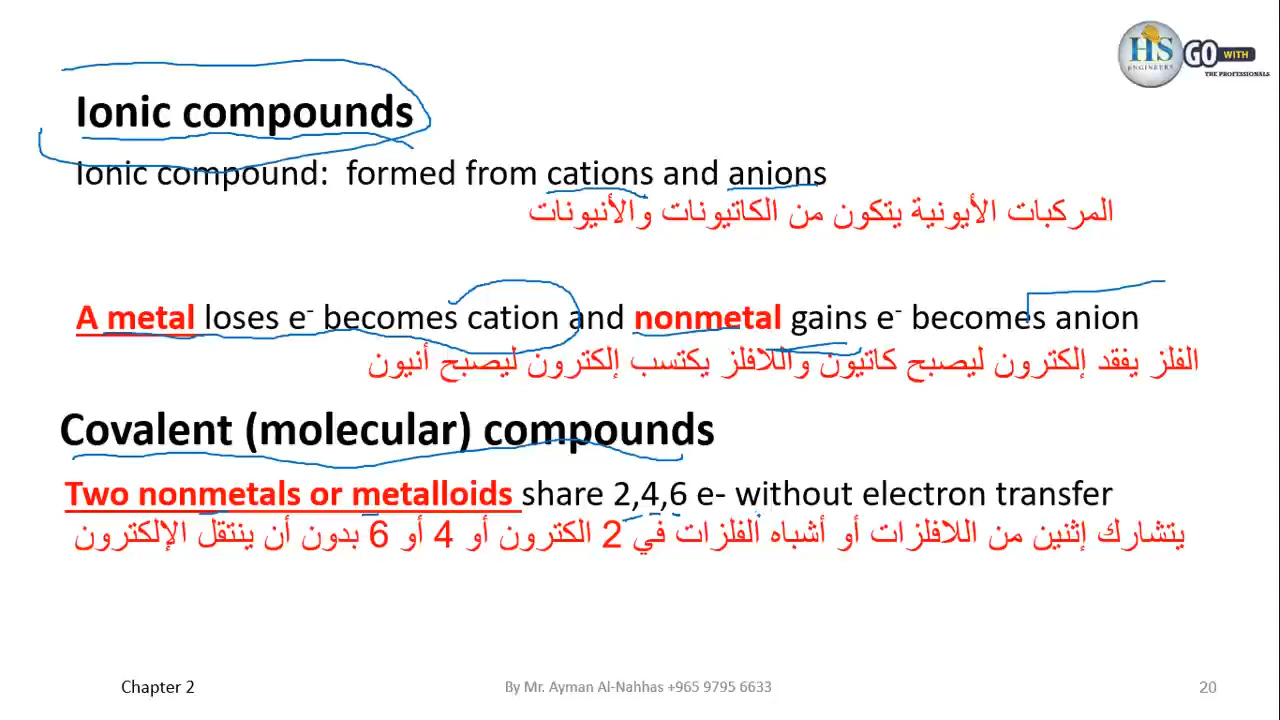 HS
ENGINEERS
GO WITH
THE PROFESSIONALS
Ionic compounds
Ionic compound: formed from cations and anions
المركبات الأيونية يتكون من الكاتيونات والأنيونات
A metal loses e- becomes cation and nonmetal gains e- becomes anion
الفلز يفقد إلكترون ليصبح كاتيون واللافلز يكتسب إلكترون ليصبح أنيون
Covalent (molecular) compounds
Two nonmetals or metalloids share 2,4,6 e- without electron transfer
يتشارك إثنين من اللافلزات أو أشباه الفلزات في 2 الكترون أو 4 أو 6 بدون أن ينتقل الإلكترون
Chapter 2
By Mr. Ayman Al-Nahhas +965 9795 6633
20